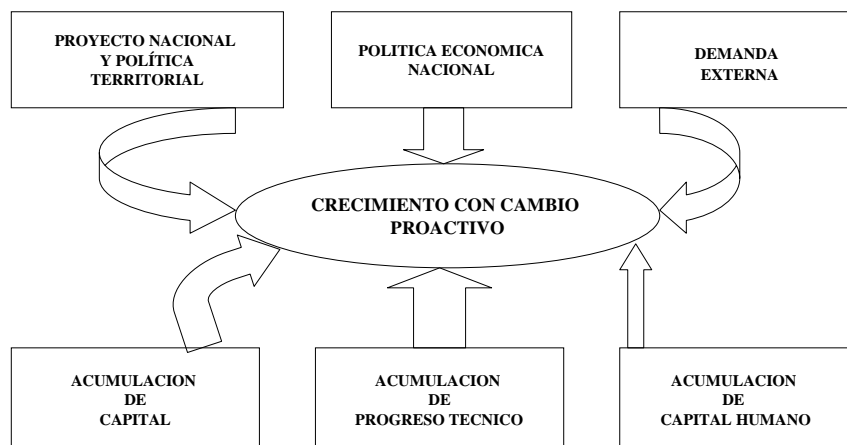 PROYECTO NACIONAL
Y POLÍTICA
TERRITORIAL
POLITICA ECONOMICA
NACIONAL
DEMANDA
EXTERNA
CRECIMIENTO CON CAMBIO
PROACTIVO
ACUMULACION
DE
CAPITAL
ACUMULACION
DE
PROGRESO TECNICO
ACUMULACION
DE
CAPITAL HUMANO